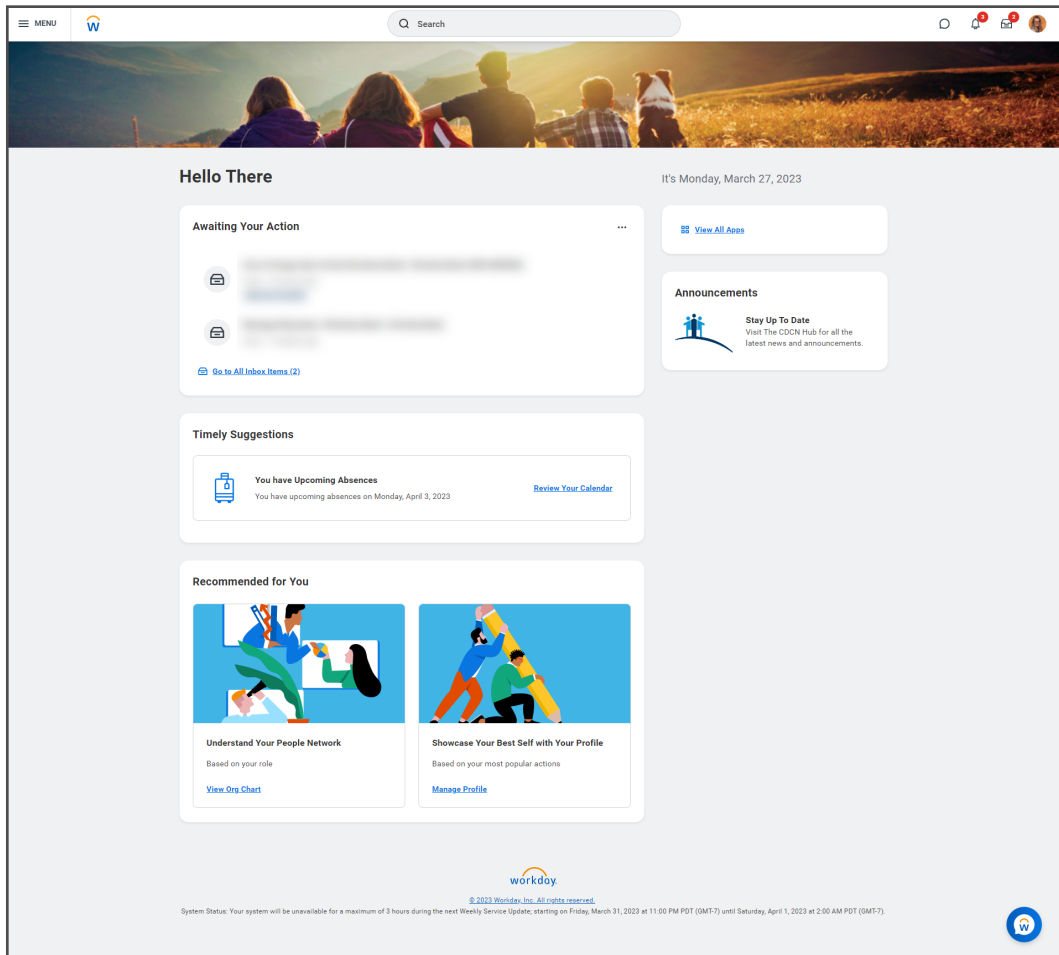 MENU
Search
3
2
Hello There
It's Monday, March 27, 2023
Awaiting Your Action
View All Apps
Go to All Inbox Items (2)
Announcements
Stay Up To Date
Visit The CDCN Hub for all the
latest news and announcements.
Timely Suggestions
You have Upcoming Absences
You have upcoming absences on Monday, April 3, 2023
Review Your Calendar
Recommended for You
Understand Your People Network
Based on your role
View Org Chart
Showcase Your Best Self with Your Profile
Based on your most popular actions
Manage Profile
workday.
© 2023 Workday, Inc. All rights reserved.
System Status: Your system will be unavailable for a maximum of 3 hours during the next Weekly Service Update; starting on Friday, March 31, 2023 at 11:00 PM PDT (GMT-7) until Saturday, April 1, 2023 at 2:00 AM PDT (GMT-7).